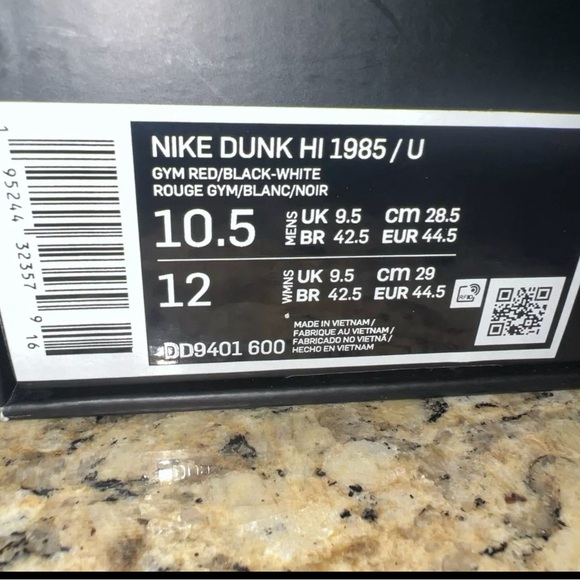 NIKE DUNK HI 1985 / U
GYM RED/BLACK-WHITE
ROUGE GYM/BLANC/NOIR
10.5 MENS UK 9.5 cm 28.5
BR 42.5 EUR 44.5
12 WMNS UK 9.5 cm 29
BR 42.5 EUR 44.5
DD9401 600
MADE IN VIETNAM /
FABRIQUE AU VIETNAM /
FABRICADO NO VIETNÃ /
HECHO EN VIETNAM
1 95244 32357 9 16